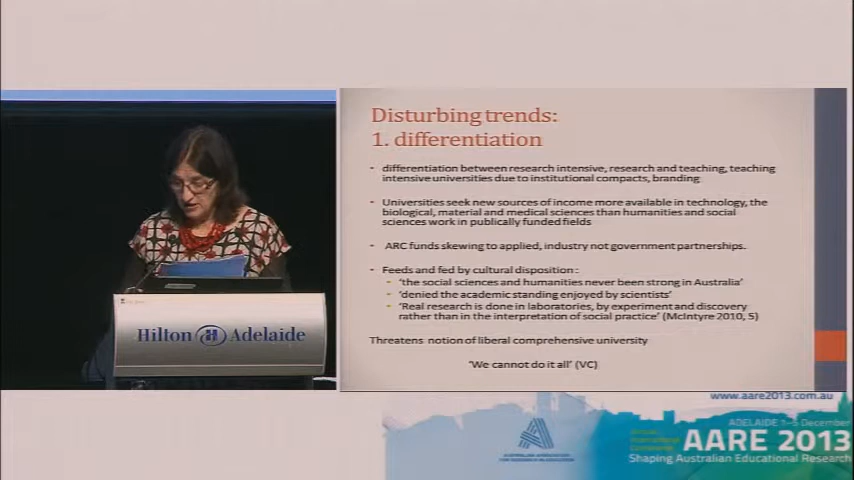 Disturbing trends:
1. differentiation
• differentiation between research intensive, research and teaching, teaching
intensive universities due to institutional compacts, branding
• Universities seek new sources of income more available in technology, the
biological, material and medical sciences than humanities and social
sciences work in publically funded fields
• ARC funds skewing to applied, industry not government partnerships.
• Feeds and fed by cultural disposition :
• 'the social sciences and humanities never been strong in Australia'
• 'denied the academic standing enjoyed by scientists'
• 'Real research is done in laboratories, by experiment and discovery
rather than in the interpretation of social practice' (McIntyre 2010, 5)
Threatens notion of liberal comprehensive university
'We cannot do it all' (VC)
Hilton H Adelaide
www.aare2013.com.au
ADELAIDE 1–5 December
AARE 2013
Shaping Australian Educational Research